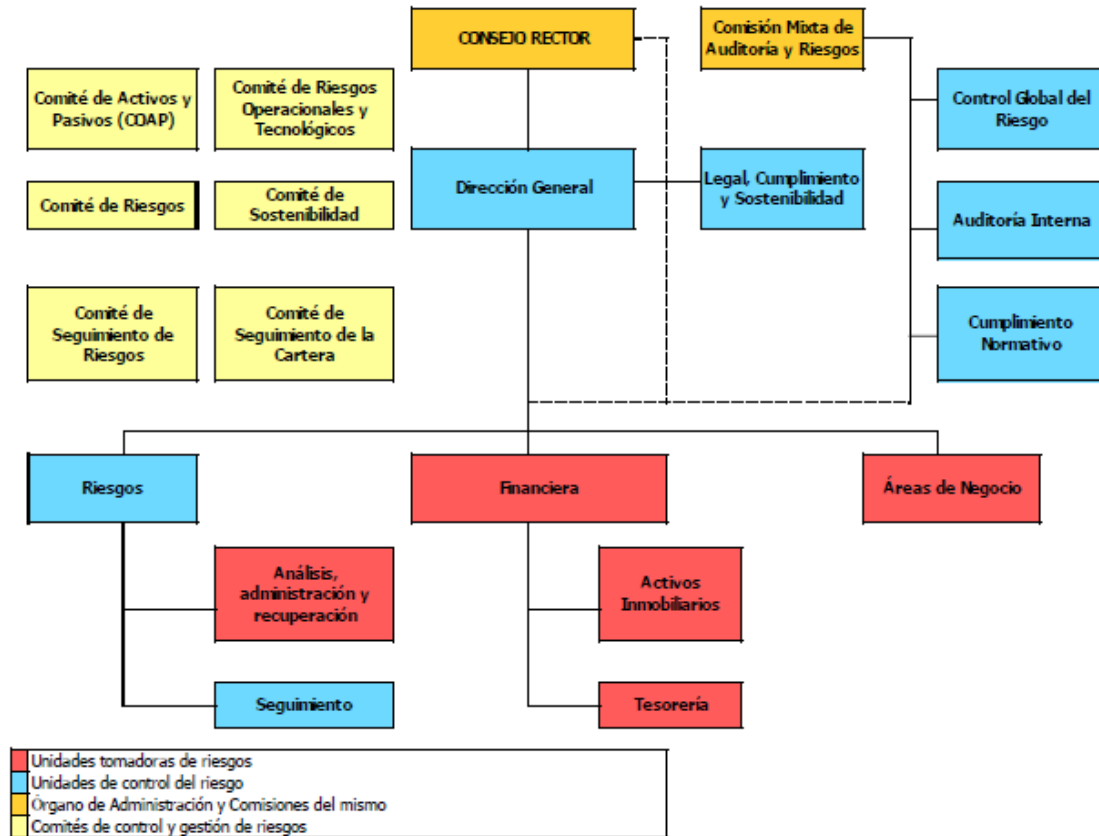 CONSEJO RECTOR
Comisión Mixta de
Auditoría y Riesgos
Comité de Activos y
Pasivos (COAP)
Comité de Riesgos
Operacionales y
Tecnológicos
Control Global del
Riesgo
Dirección General
Legal, Cumplimiento
y Sostenibilidad
Comité de Riesgos
Comité de
Sostenibilidad
Auditoría Interna
Comité de
Seguimiento de
Riesgos
Comité de
Seguimiento de la
Cartera
Cumplimiento
Normativo
Riesgos
Financiera
Áreas de Negocio
Análisis,
administración y
recuperación
Activos
Inmobiliarios
Seguimiento
Tesorería
Unidades tomadoras de riesgos
Unidades de control del riesgo
Órgano de Administración y Comisiones del mismo
Comités de control y gestión de riesgos